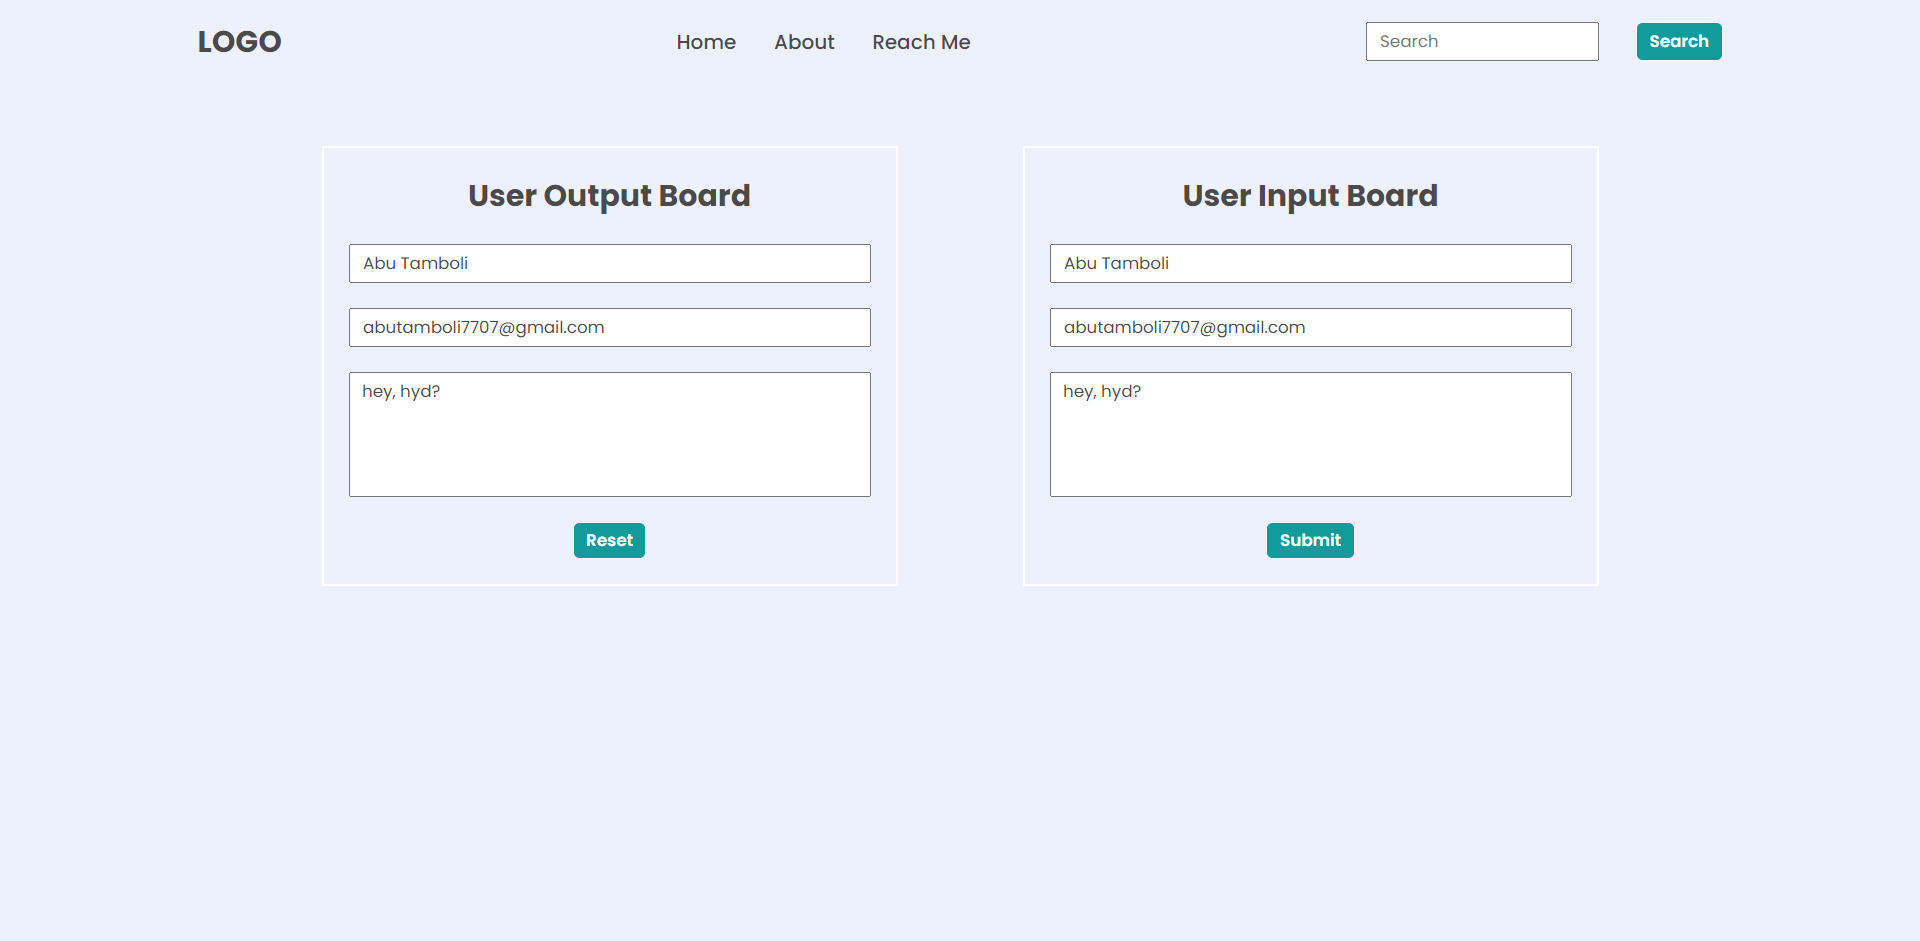 LOGO
Home About Reach Me
Search
Search
User Output Board
Abu Tamboli
abutamboli7707@gmail.com
hey, hyd?
Reset
User Input Board
Abu Tamboli
abutamboli7707@gmail.com
hey, hyd?
Submit